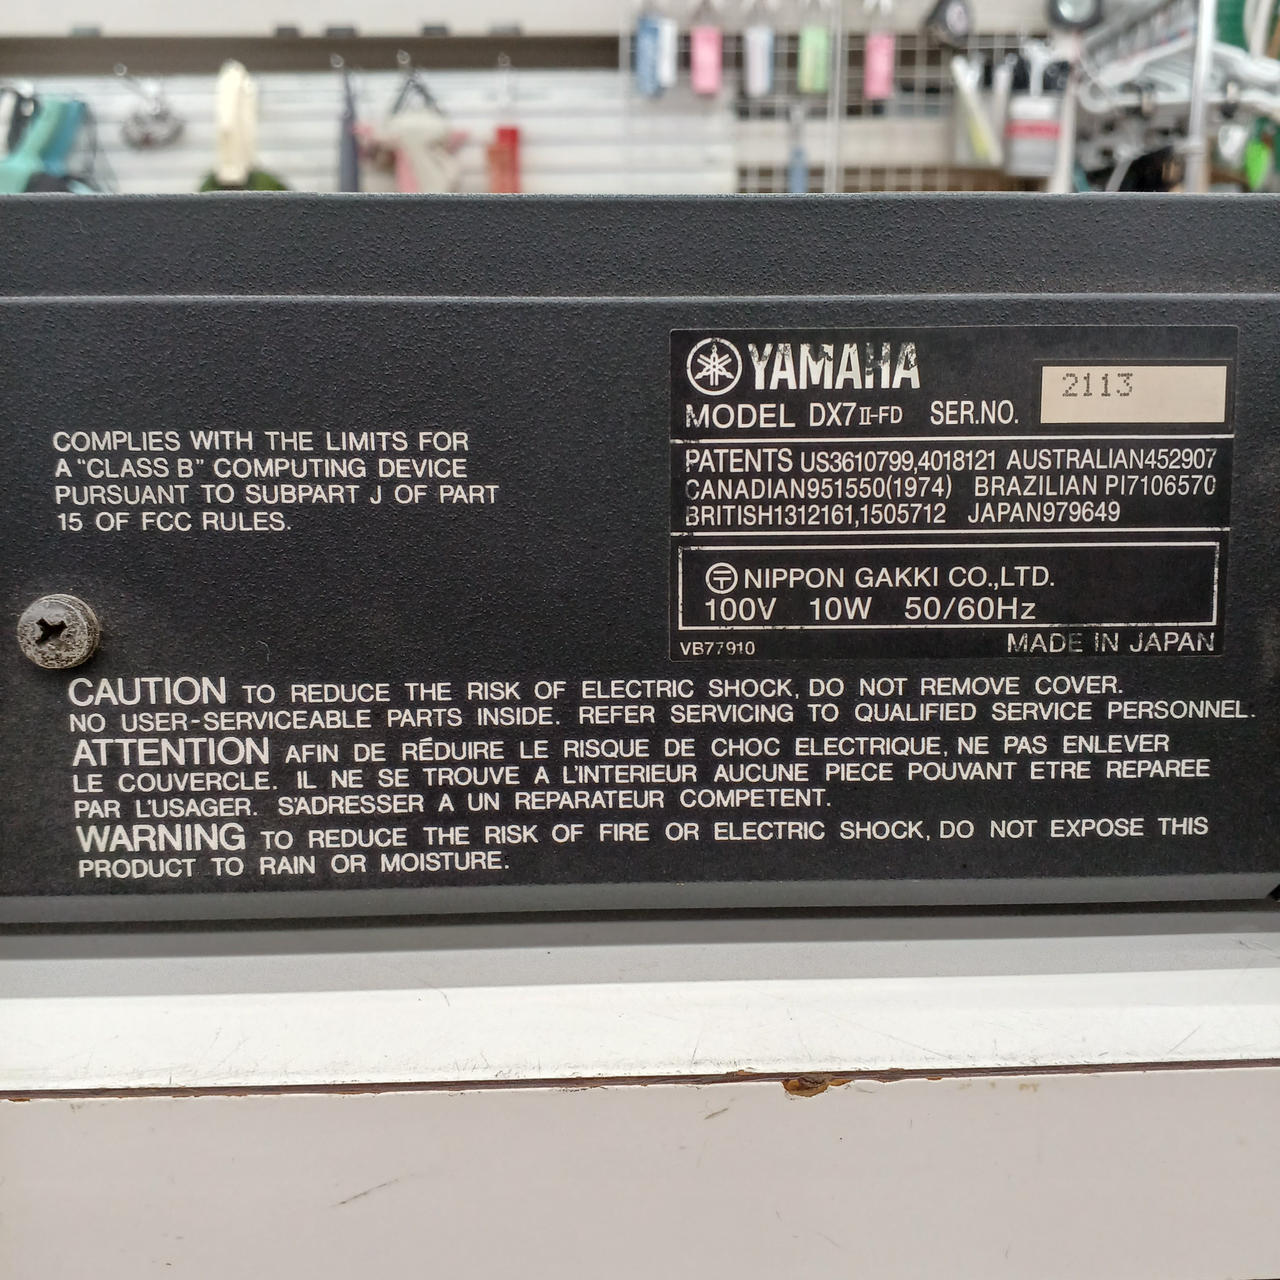 COMPLIES WITH THE LIMITS FOR
A "CLASS B" COMPUTING DEVICE
PURSUANT TO SUBPART J OF PART
15 OF FCC RULES.
YAMAHA
MODEL DX7II-FD SER.NO. 2113
PATENTS US3610799,4018121 AUSTRALIAN452907
CANADIAN951550(1974) BRAZILIAN PI7106570
BRITISH1312161,1505712 JAPAN979649
〶 NIPPON GAKKI CO.,LTD.
100V 10W 50/60Hz
VB77910 MADE IN JAPAN
CAUTION TO REDUCE THE RISK OF ELECTRIC SHOCK, DO NOT REMOVE COVER.
NO USER-SERVICEABLE PARTS INSIDE. REFER SERVICING TO QUALIFIED SERVICE PERSONNEL.
ATTENTION AFIN DE RÉDUIRE LE RISQUE DE CHOC ELECTRIQUE, NE PAS ENLEVER
LE COUVERCLE. IL NE SE TROUVE A L'INTERIEUR AUCUNE PIECE POUVANT ETRE REPAREE
PAR L'USAGER. S'ADRESSER A UN REPARATEUR COMPETENT.
WARNING TO REDUCE THE RISK OF FIRE OR ELECTRIC SHOCK, DO NOT EXPOSE THIS
PRODUCT TO RAIN OR MOISTURE.